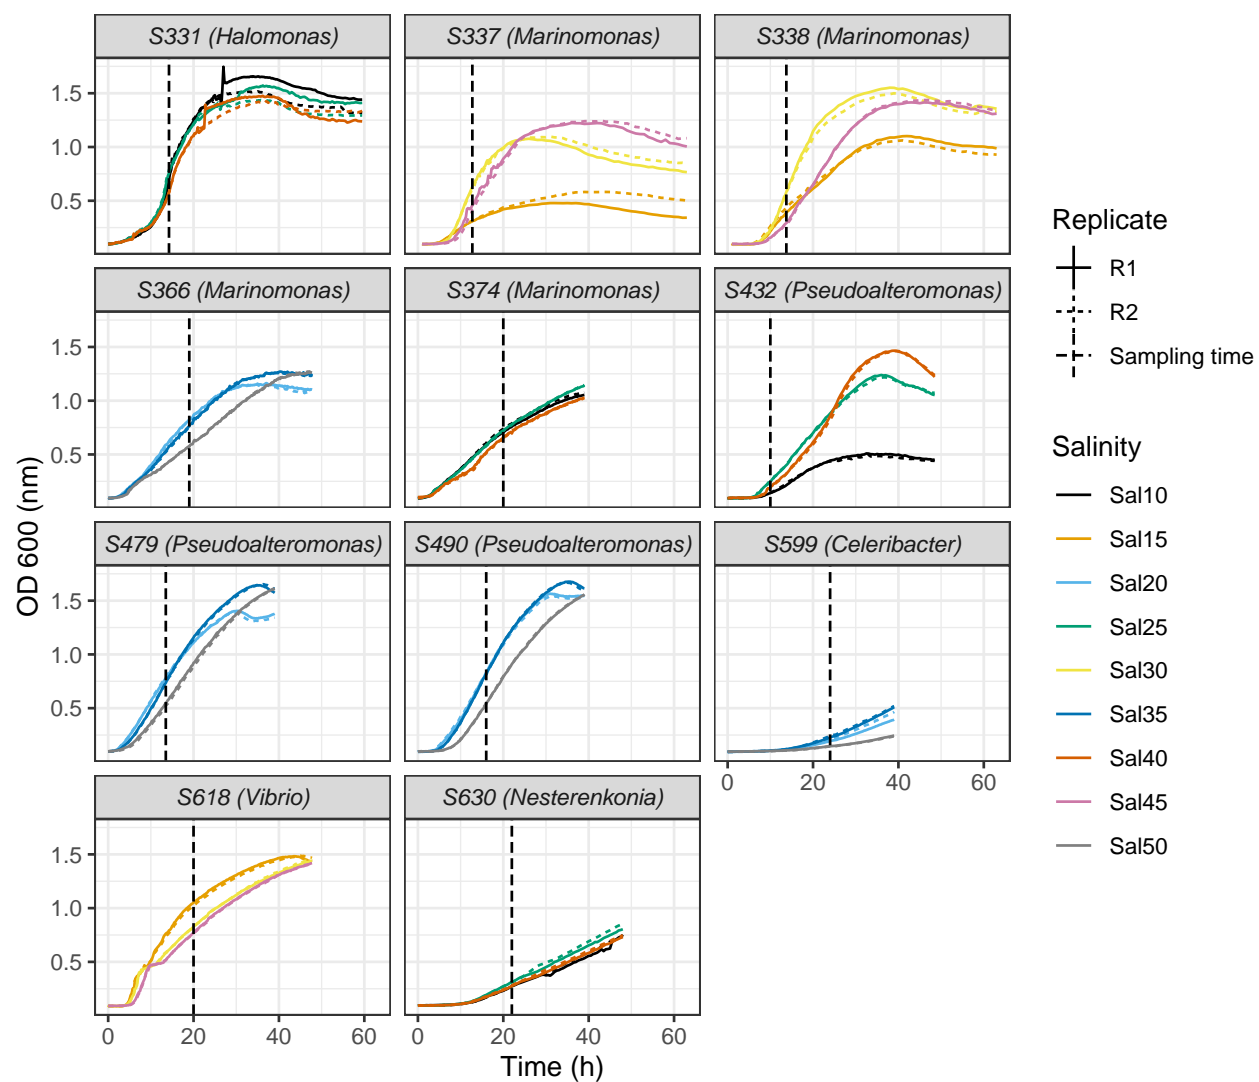 S331 (Halomonas)
S337 (Marinomonas)
S338 (Marinomonas)
1.5
1.0
0.5
S366 (Marinomonas)
S374 (Marinomonas)
S432 (Pseudoalteromonas)
1.5
1.0
0.5
S479 (Pseudoalteromonas)
S490 (Pseudoalteromonas)
S599 (Celeribacter)
1.5
1.0
0.5
0 20 40 60
S618 (Vibrio)
S630 (Nesterenkonia)
1.5
1.0
0.5
0 20 40 60
0 20 40 60
Time (h)
OD 600 (nm)
Replicate
R1
R2
Sampling time
Salinity
Sal10
Sal15
Sal20
Sal25
Sal30
Sal35
Sal40
Sal45
Sal50